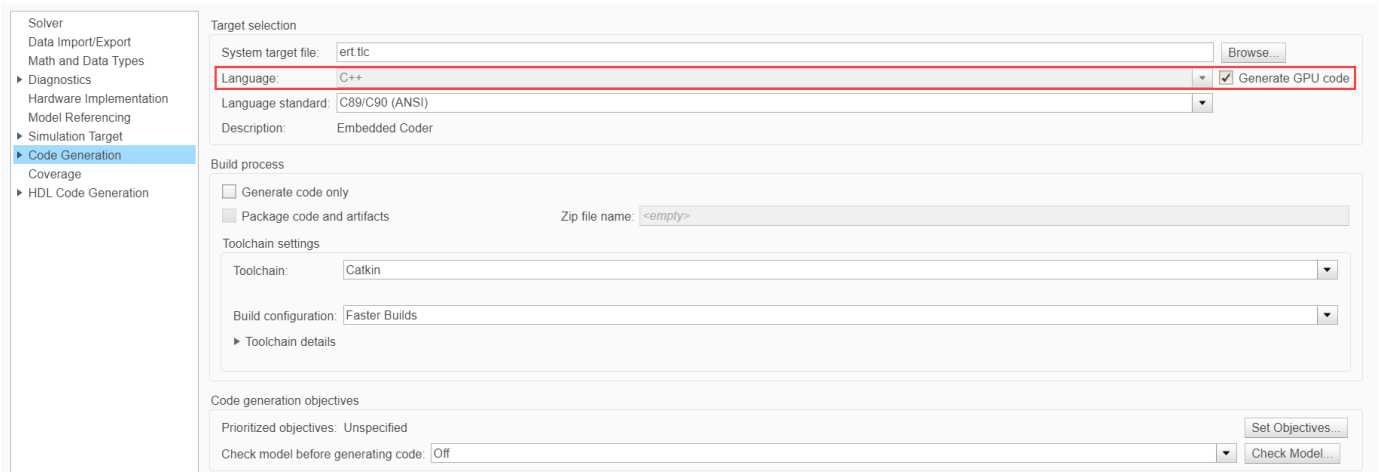 Solver
Data Import/Export
Math and Data Types
Diagnostics
Hardware Implementation
Model Referencing
Simulation Target
Code Generation
Coverage
HDL Code Generation
Target selection
System target file: ert.tlc Browse...
Language: C++ Generate GPU code
Language standard: C89/C90 (ANSI)
Description: Embedded Coder
Build process
Generate code only
Package code and artifacts Zip file name: <empty>
Toolchain settings
Toolchain: Catkin
Build configuration: Faster Builds
Toolchain details
Code generation objectives
Prioritized objectives: Unspecified Set Objectives...
Check model before generating code: Off Check Model...